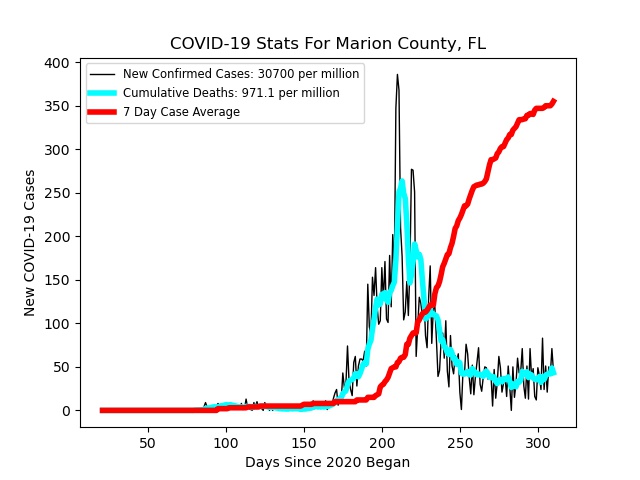 COVID-19 Stats For Marion County, FL
New Confirmed Cases: 30700 per million
Cumulative Deaths: 971.1 per million
7 Day Case Average
New COVID-19 Cases
400
350
300
250
200
150
100
50
0
50 100 150 200 250 300
Days Since 2020 Began